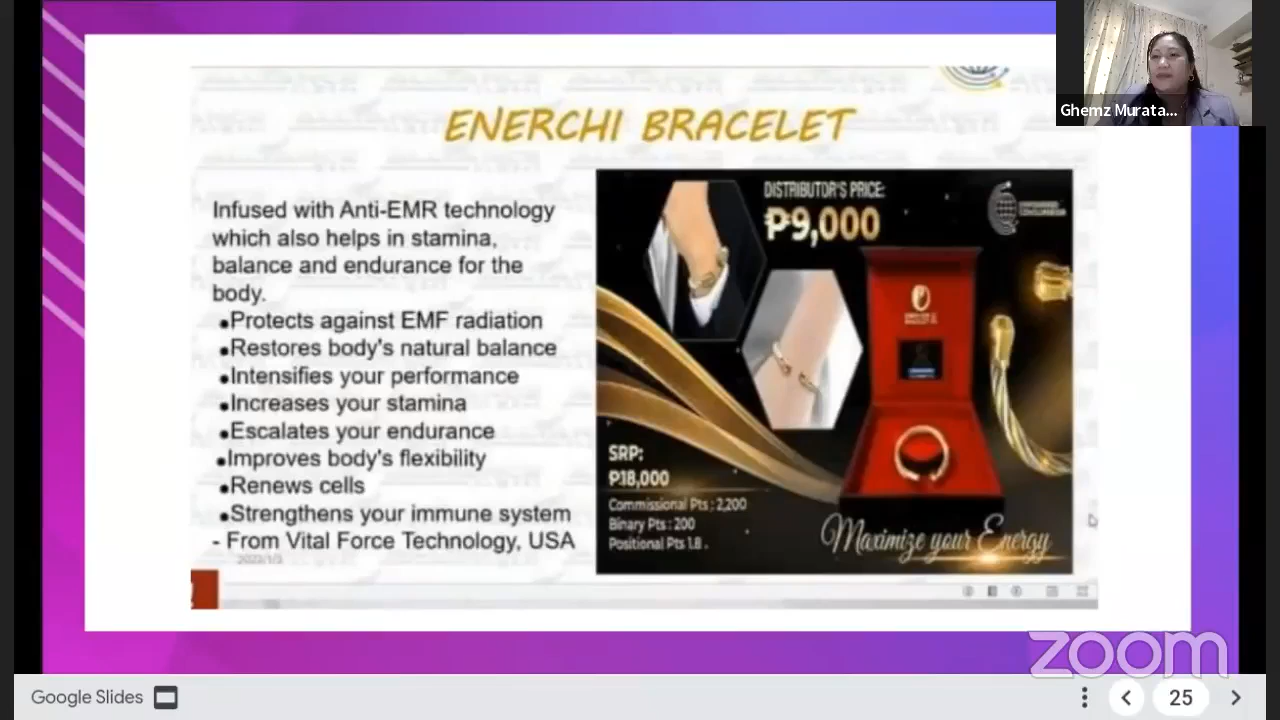 ENERCHI BRACELET
Ghemz Murata...
Infused with Anti-EMR technology
which also helps in stamina,
balance and endurance for the
body.
•Protects against EMF radiation
•Restores body's natural balance
•Intensifies your performance
•Increases your stamina
•Escalates your endurance
•Improves body's flexibility
•Renews cells
•Strengthens your immune system
- From Vital Force Technology, USA
DISTRIBUTOR'S PRICE:
₱9,000
SRP:
₱18,000
Commissional Pts : 2,200
Binary Pts : 200
Positional Pts 1.8
Maximize your Energy
zoom
Google Slides
25